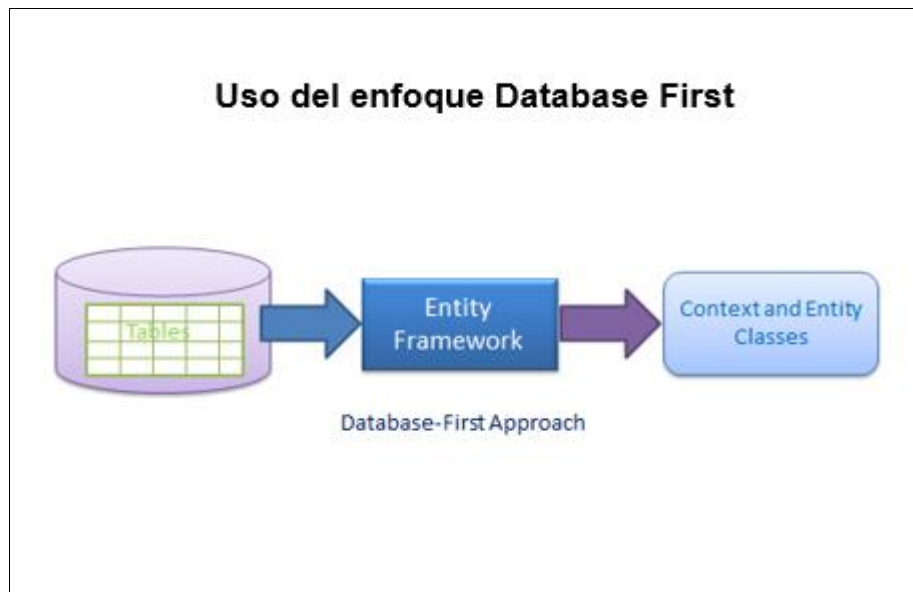 Uso del enfoque Database First
Tables
Entity
Framework
Context and Entity
Classes
Database-First Approach